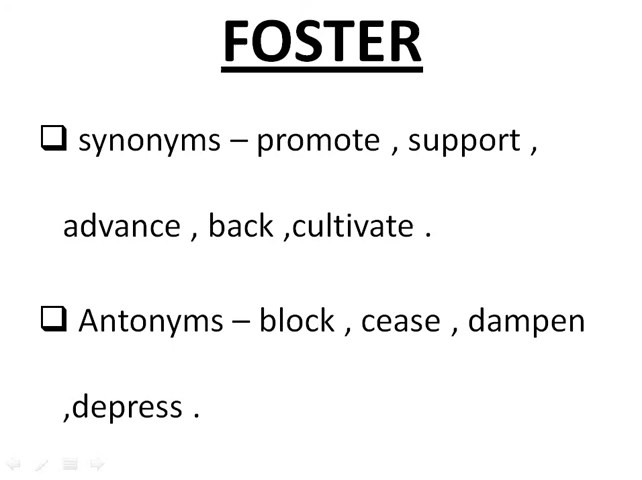 FOSTER
synonyms – promote , support ,
advance , back ,cultivate .
Antonyms – block , cease , dampen
,depress .